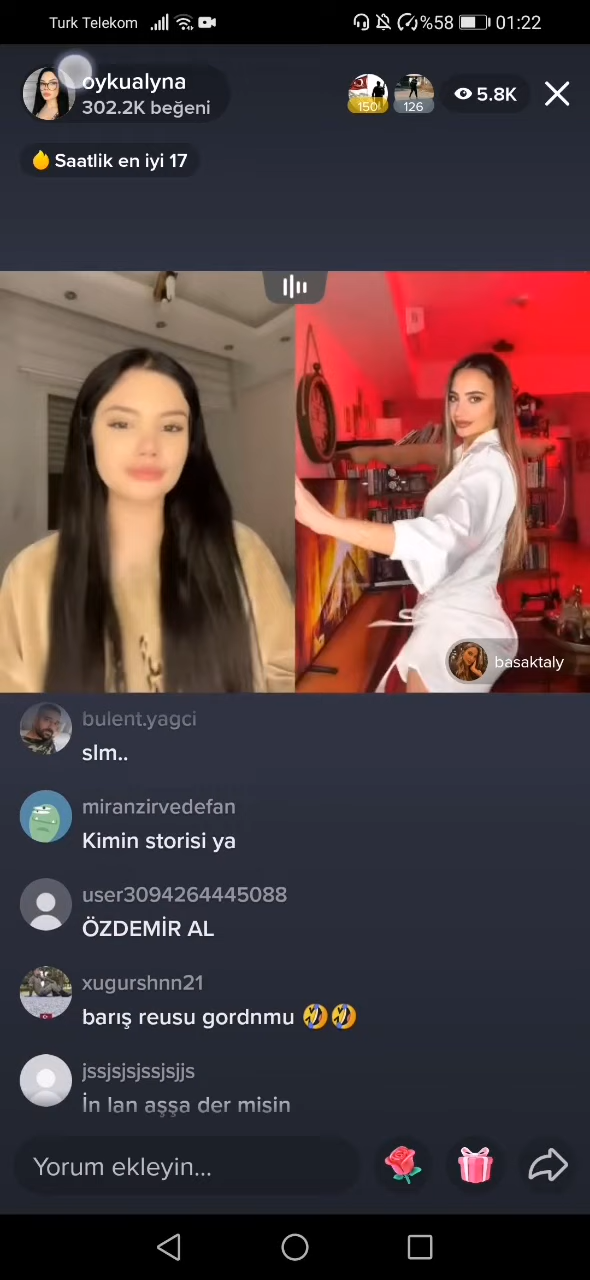 Turk Telekom
%58
01:22
oykualyna
302.2K beğeni
150
126
5.8K
Saatlik en iyi 17
basaktaly
bulent.yagci
slm..
miranzirvedefan
Kimin storisi ya
user3094264445088
ÖZDEMİR AL
xugurshnn21
barış reusu gordnmu 🤣🤣
jssjsjsjssjsjjs
İn lan aşşa der misin
Yorum ekleyin...